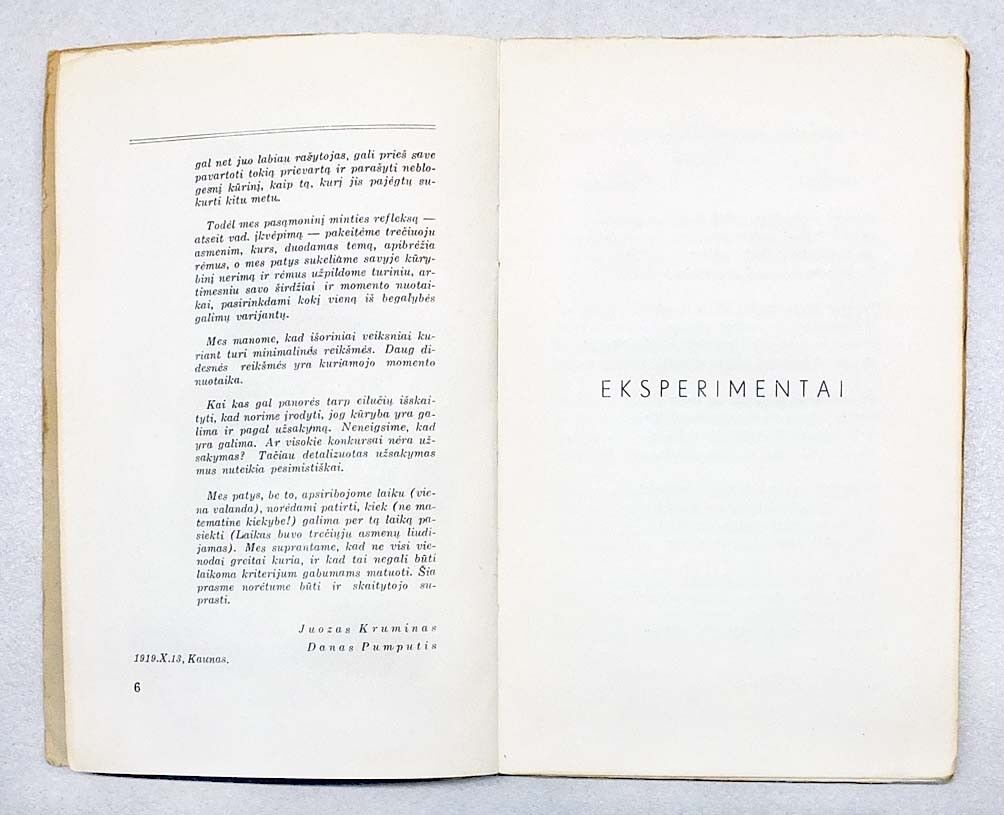 gal net juo labiau rašytojas, gali prieš save
pavartoti tokią prievartą ir parašyti neblo-
gesnį kūrinį, kaip tą, kurį jis pajėgtų su-
kurti kitu metu.
Todėl mes pasąmoninį minties refleksą —
atseit vad. įkvėpimą — pakeitėme trečiuoju
asmenim, kurs, duodamas temą, apibrėžia
rėmus, o mes patys sukeliame savyje kūry-
binį nerimą ir rėmus užpildome turiniu, ar-
timesniu savo širdžiai ir momento nuotai-
kai, pasirinkdami kokį vieną iš begalybės
galimų varijantų.
Mes manome, kad išoriniai veiksniai ku-
riant turi minimalinės reikšmės. Daug di-
desnės reikšmės yra kuriamojo momento
nuotaika.
Kai kas gal panorės tarp eilučių išskai-
tyti, kad norime įrodyti, jog kūryba yra ga-
lima ir pagal užsakymą. Neneigsime, kad
yra galima. Ar visokie konkursai nėra už-
sakymas? Tačiau detalizuotas užsakymas
mus nuteikia pesimistiškai.
Mes patys, be to, apsiribojome laiku (vie-
na valanda), norėdami patirti, kiek (ne ma-
tematine kiekybe!) galima per tą laiką pa-
siekti (Laikas buvo trečiųjų asmenų liudi-
jamas). Mes suprantame, kad ne visi vie-
nodai greitai kuria, ir kad tai negali būti
laikoma kriterijum gabumams matuoti. Šia
prasme norėtume būti ir skaitytojo su-
prasti.
Juozas Kruminas
Danas Pumputis
1919.X.13, Kaunas.
6
EKSPERIMENTAI